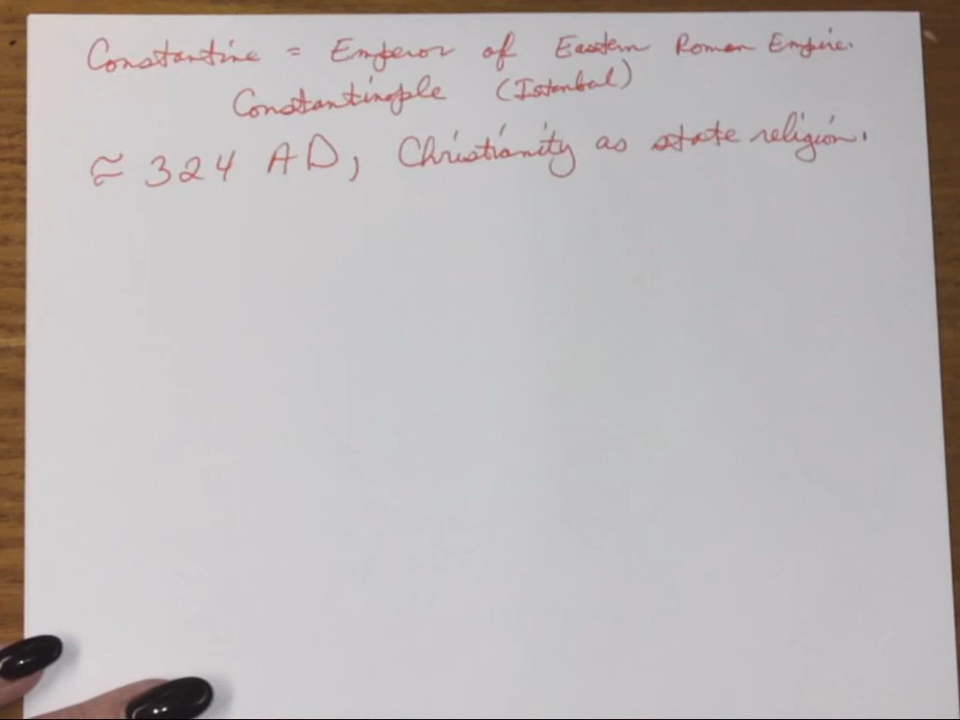 Constantine = Emperor of Eastern Roman Empire.
Constantinople (Istanbul)
≈ 324 AD, Christianity as state religion.